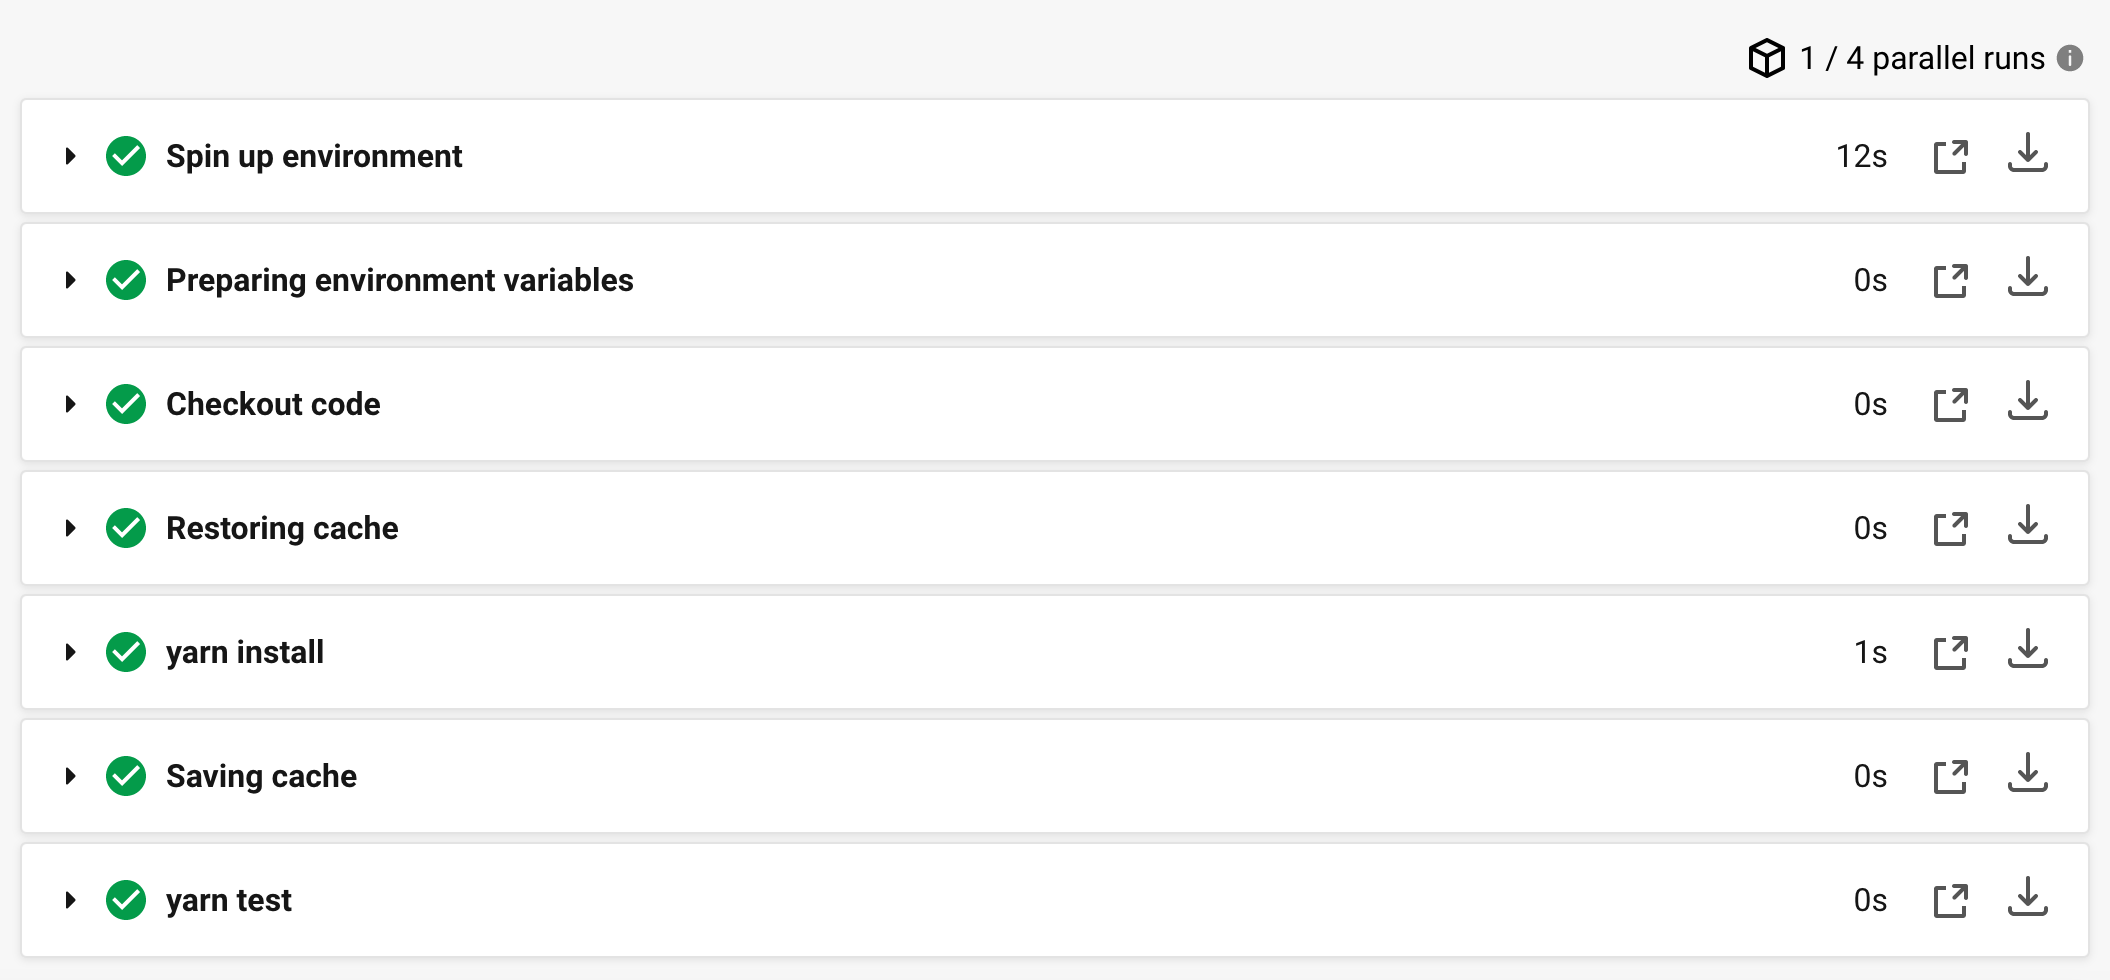 1 / 4 parallel runs
Spin up environment 12s
Preparing environment variables 0s
Checkout code 0s
Restoring cache 0s
yarn install 1s
Saving cache 0s
yarn test 0s